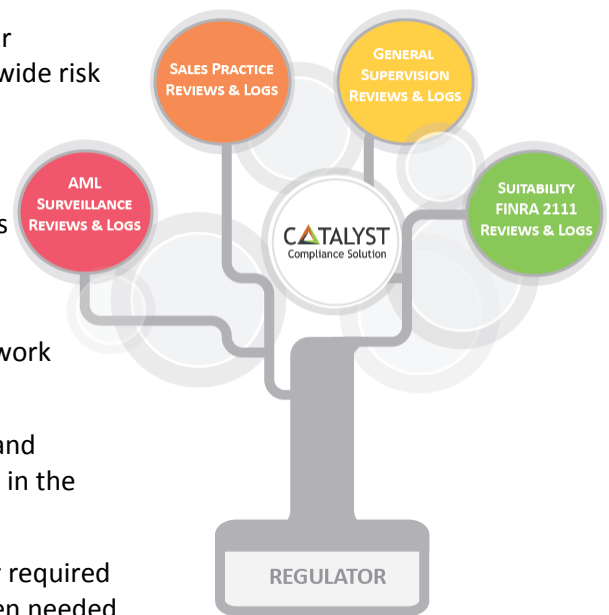 r
wide risk
s
work
and
in the
r required
en needed
SALES PRACTICE
REVIEWS & LOGS
GENERAL
SUPERVISION
REVIEWS & LOGS
AML
SURVEILLANCE
REVIEWS & LOGS
SUITABILITY
FINRA 2111
REVIEWS & LOGS
CATALYST
Compliance Solution
REGULATOR